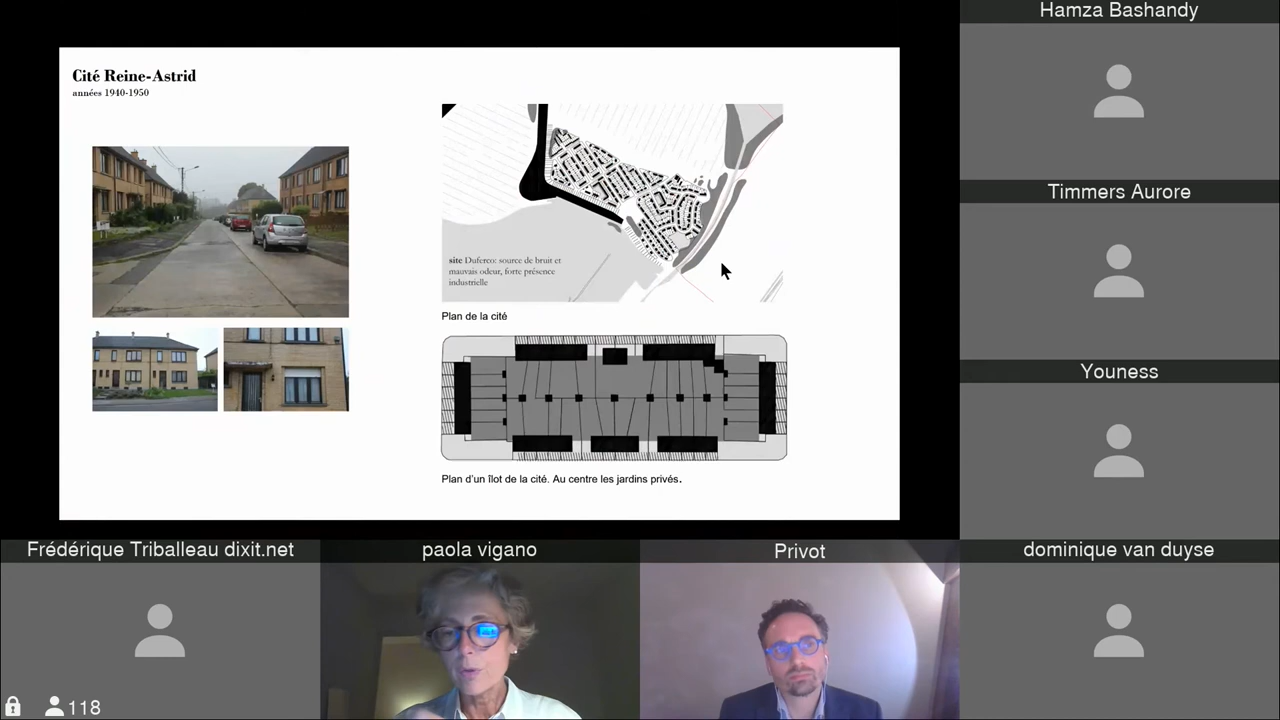 Hamza Bashandy
Cité Reine-Astrid
années 1940-1950
Timmers Aurore
site Duferco: source de bruit et
mauvais odeur, forte présence
industrielle
Plan de la cité
Youness
Plan d'un îlot de la cité. Au centre les jardins privés.
Frédérique Triballeau dixit.net
paola vigano
Privot
dominique van duyse
118